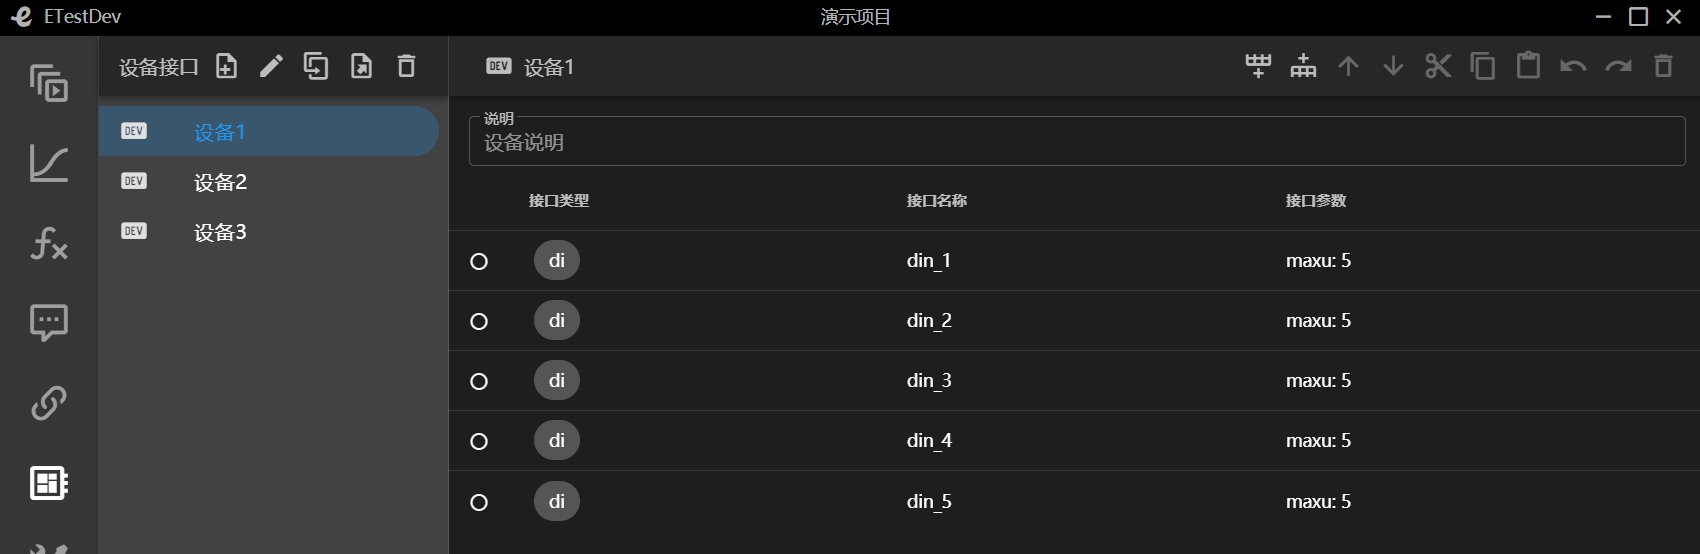 ETestDev
演示项目
设备接口
DEV 设备1
DEV 设备2
DEV 设备3
DEV 设备1
说明
设备说明
接口类型 接口名称 接口参数
di din_1 maxu: 5
di din_2 maxu: 5
di din_3 maxu: 5
di din_4 maxu: 5
di din_5 maxu: 5